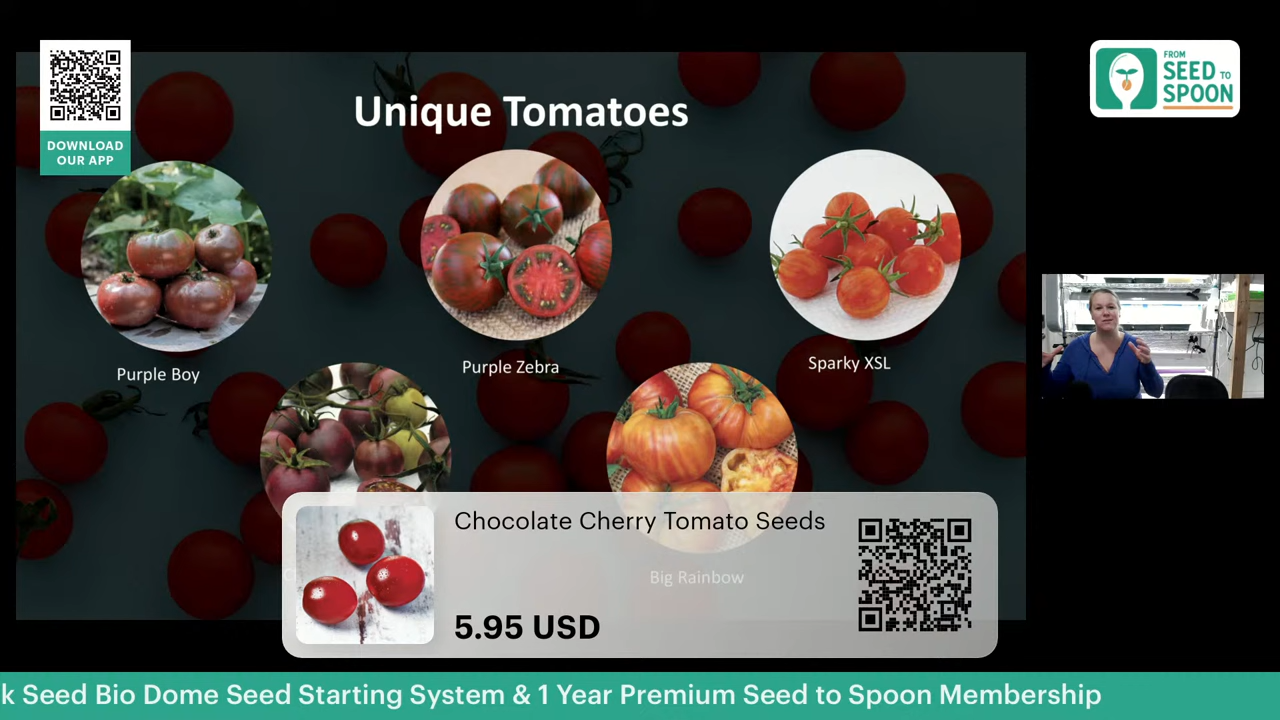 DOWNLOAD
OUR APP
FROM
SEED TO
SPOON
Unique Tomatoes
Purple Boy
Purple Zebra
Sparky XSL
Big Rainbow
Chocolate Cherry Tomato Seeds
5.95 USD
k Seed Bio Dome Seed Starting System & 1 Year Premium Seed to Spoon Membership